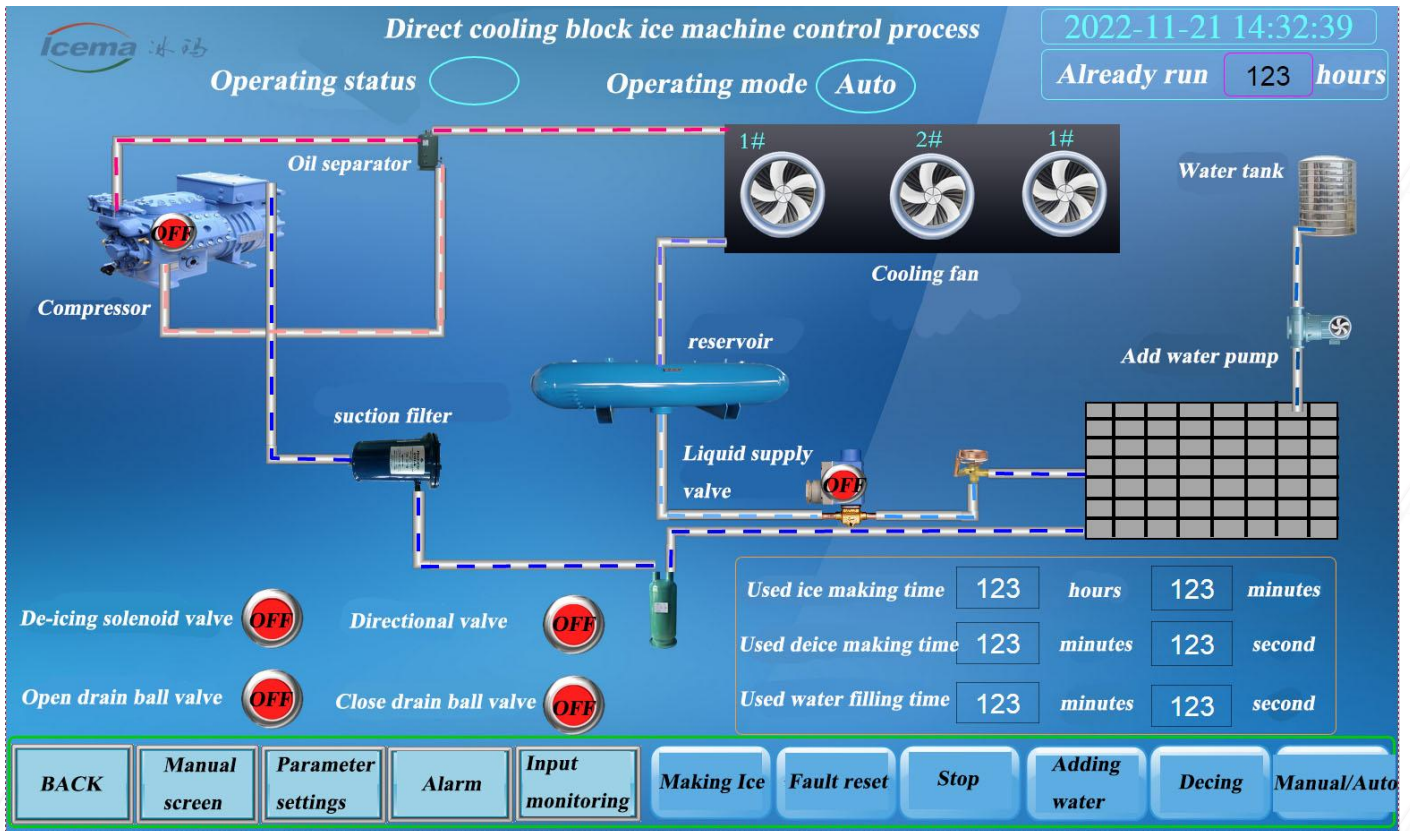 Direct cooling block ice machine control process
2022-11-21 14:32:39
Icema 冰玛
Operating status
Operating mode Auto
Already run 123 hours
1# 2# 1#
Oil separator
Water tank
OFF
Cooling fan
Compressor
reservoir
Add water pump
suction filter
Liquid supply
valve
OFF
Used ice making time 123 hours 123 minutes
De-icing solenoid valve OFF
Directional valve OFF
Used deice making time 123 minutes 123 second
Open drain ball valve OFF
Close drain ball valve OFF
Used water filling time 123 minutes 123 second
BACK
Manual
screen
Parameter
settings
Alarm
Input
monitoring
Making Ice
Fault reset
Stop
Adding
water
Decing
Manual/Auto